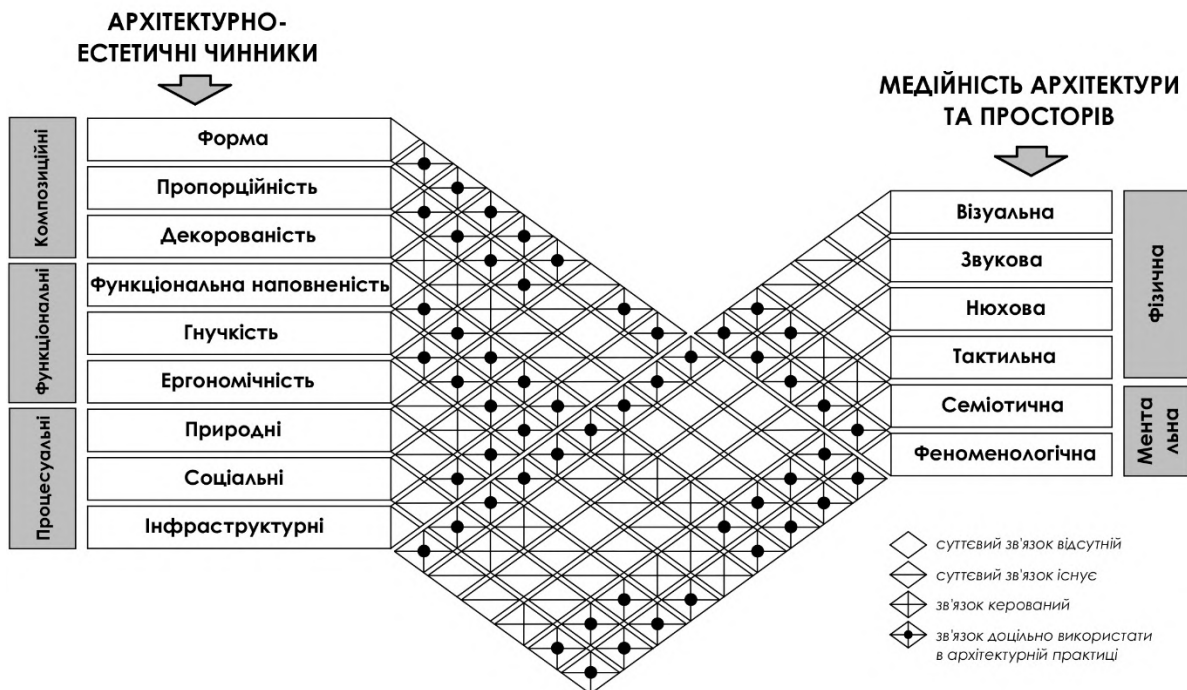 АРХІТЕКТУРНО-
ЕСТЕТИЧНІ ЧИННИКИ
Композиційні
Форма
Пропорційність
Декорованість
Функціональні
Функціональна наповненість
Гнучкість
Ергономічність
Процесуальні
Природні
Соціальні
Інфраструктурні
МЕДІЙНІСТЬ АРХІТЕКТУРИ
ТА ПРОСТОРІВ
Візуальна
Звукова
Нюхова
Тактильна
Фізична
Семіотична
Феноменологічна
Мента
льна
суттєвий зв'язок відсутній
суттєвий зв'язок існує
зв'язок керований
зв'язок доцільно використати
в архітектурній практиці